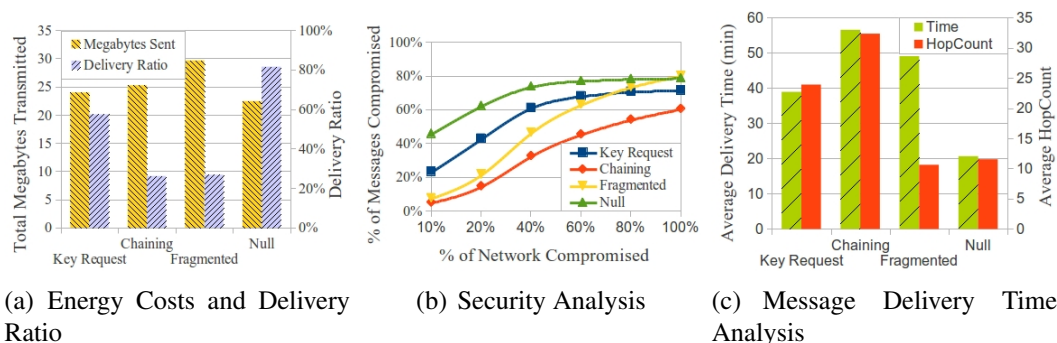 35
30
25
20
15
10
5
0
Total Megabytes Transmitted
Megabytes Sent
Delivery Ratio
100%
80%
60%
40%
20%
0%
Delivery Ratio
Chaining
Null
Key Request
Fragmented
(a) Energy Costs and Delivery
Ratio
100%
80%
60%
40%
20%
0%
% of Messages Compromised
Key Request
Chaining
Fragmented
Null
10% 20% 40% 60% 80% 100%
% of Network Compromised
(b) Security Analysis
60
50
40
30
20
10
0
Average Delivery Time (min)
Time
HopCount
35
30
25
20
15
10
5
0
Average HopCount
Chaining
Null
Key Request
Fragmented
(c) Message Delivery Time
Analysis